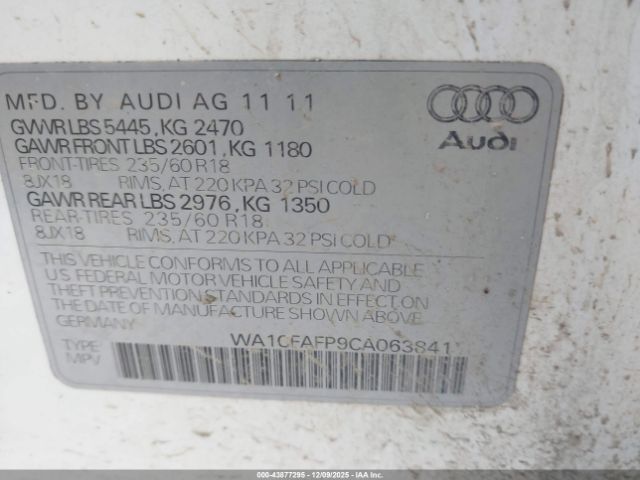 MFD. BY AUDI AG 11 11
GVWR LBS 5445, KG 2470
GAWR FRONT LBS 2601, KG 1180
FRONT-TIRES 235/60 R18
8JX18 RIMS, AT 220 KPA 32 PSI COLD
GAWR REAR LBS 2976, KG 1350
REAR-TIRES 235/60 R18
8JX18 RIMS, AT 220 KPA 32 PSI COLD
Audi
THIS VEHICLE CONFORMS TO ALL APPLICABLE
U.S. FEDERAL MOTOR VEHICLE SAFETY AND
THEFT PREVENTION STANDARDS IN EFFECT ON
THE DATE OF MANUFACTURE SHOWN ABOVE.
GERMANY
TYPE WA1CFAFP9CA063841
MPV
000-43877295 - 12/09/2025 - IAA Inc.